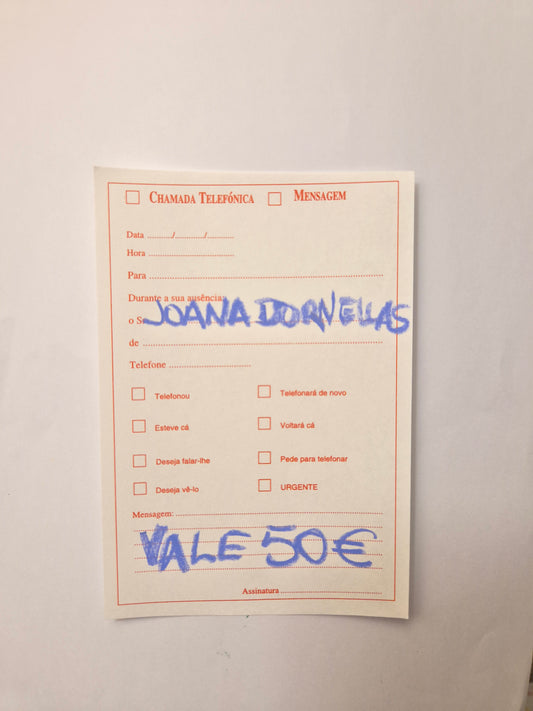 CHAMADA TELEFÓNICA MENSAGEM
Data ............/............../..............
Hora ..........................................
Para ....................................................................................................
Durante a sua ausência:
o S JOANA DORNELLAS
de ....................................................................................................
Telefone .......................................
Telefonou Telefonará de novo
Esteve cá Voltará cá
Deseja falar-lhe Pede para telefonar
Deseja vê-lo URGENTE
Mensagem: ....................................................................................
VALE 50€
Assinatura ....................................................